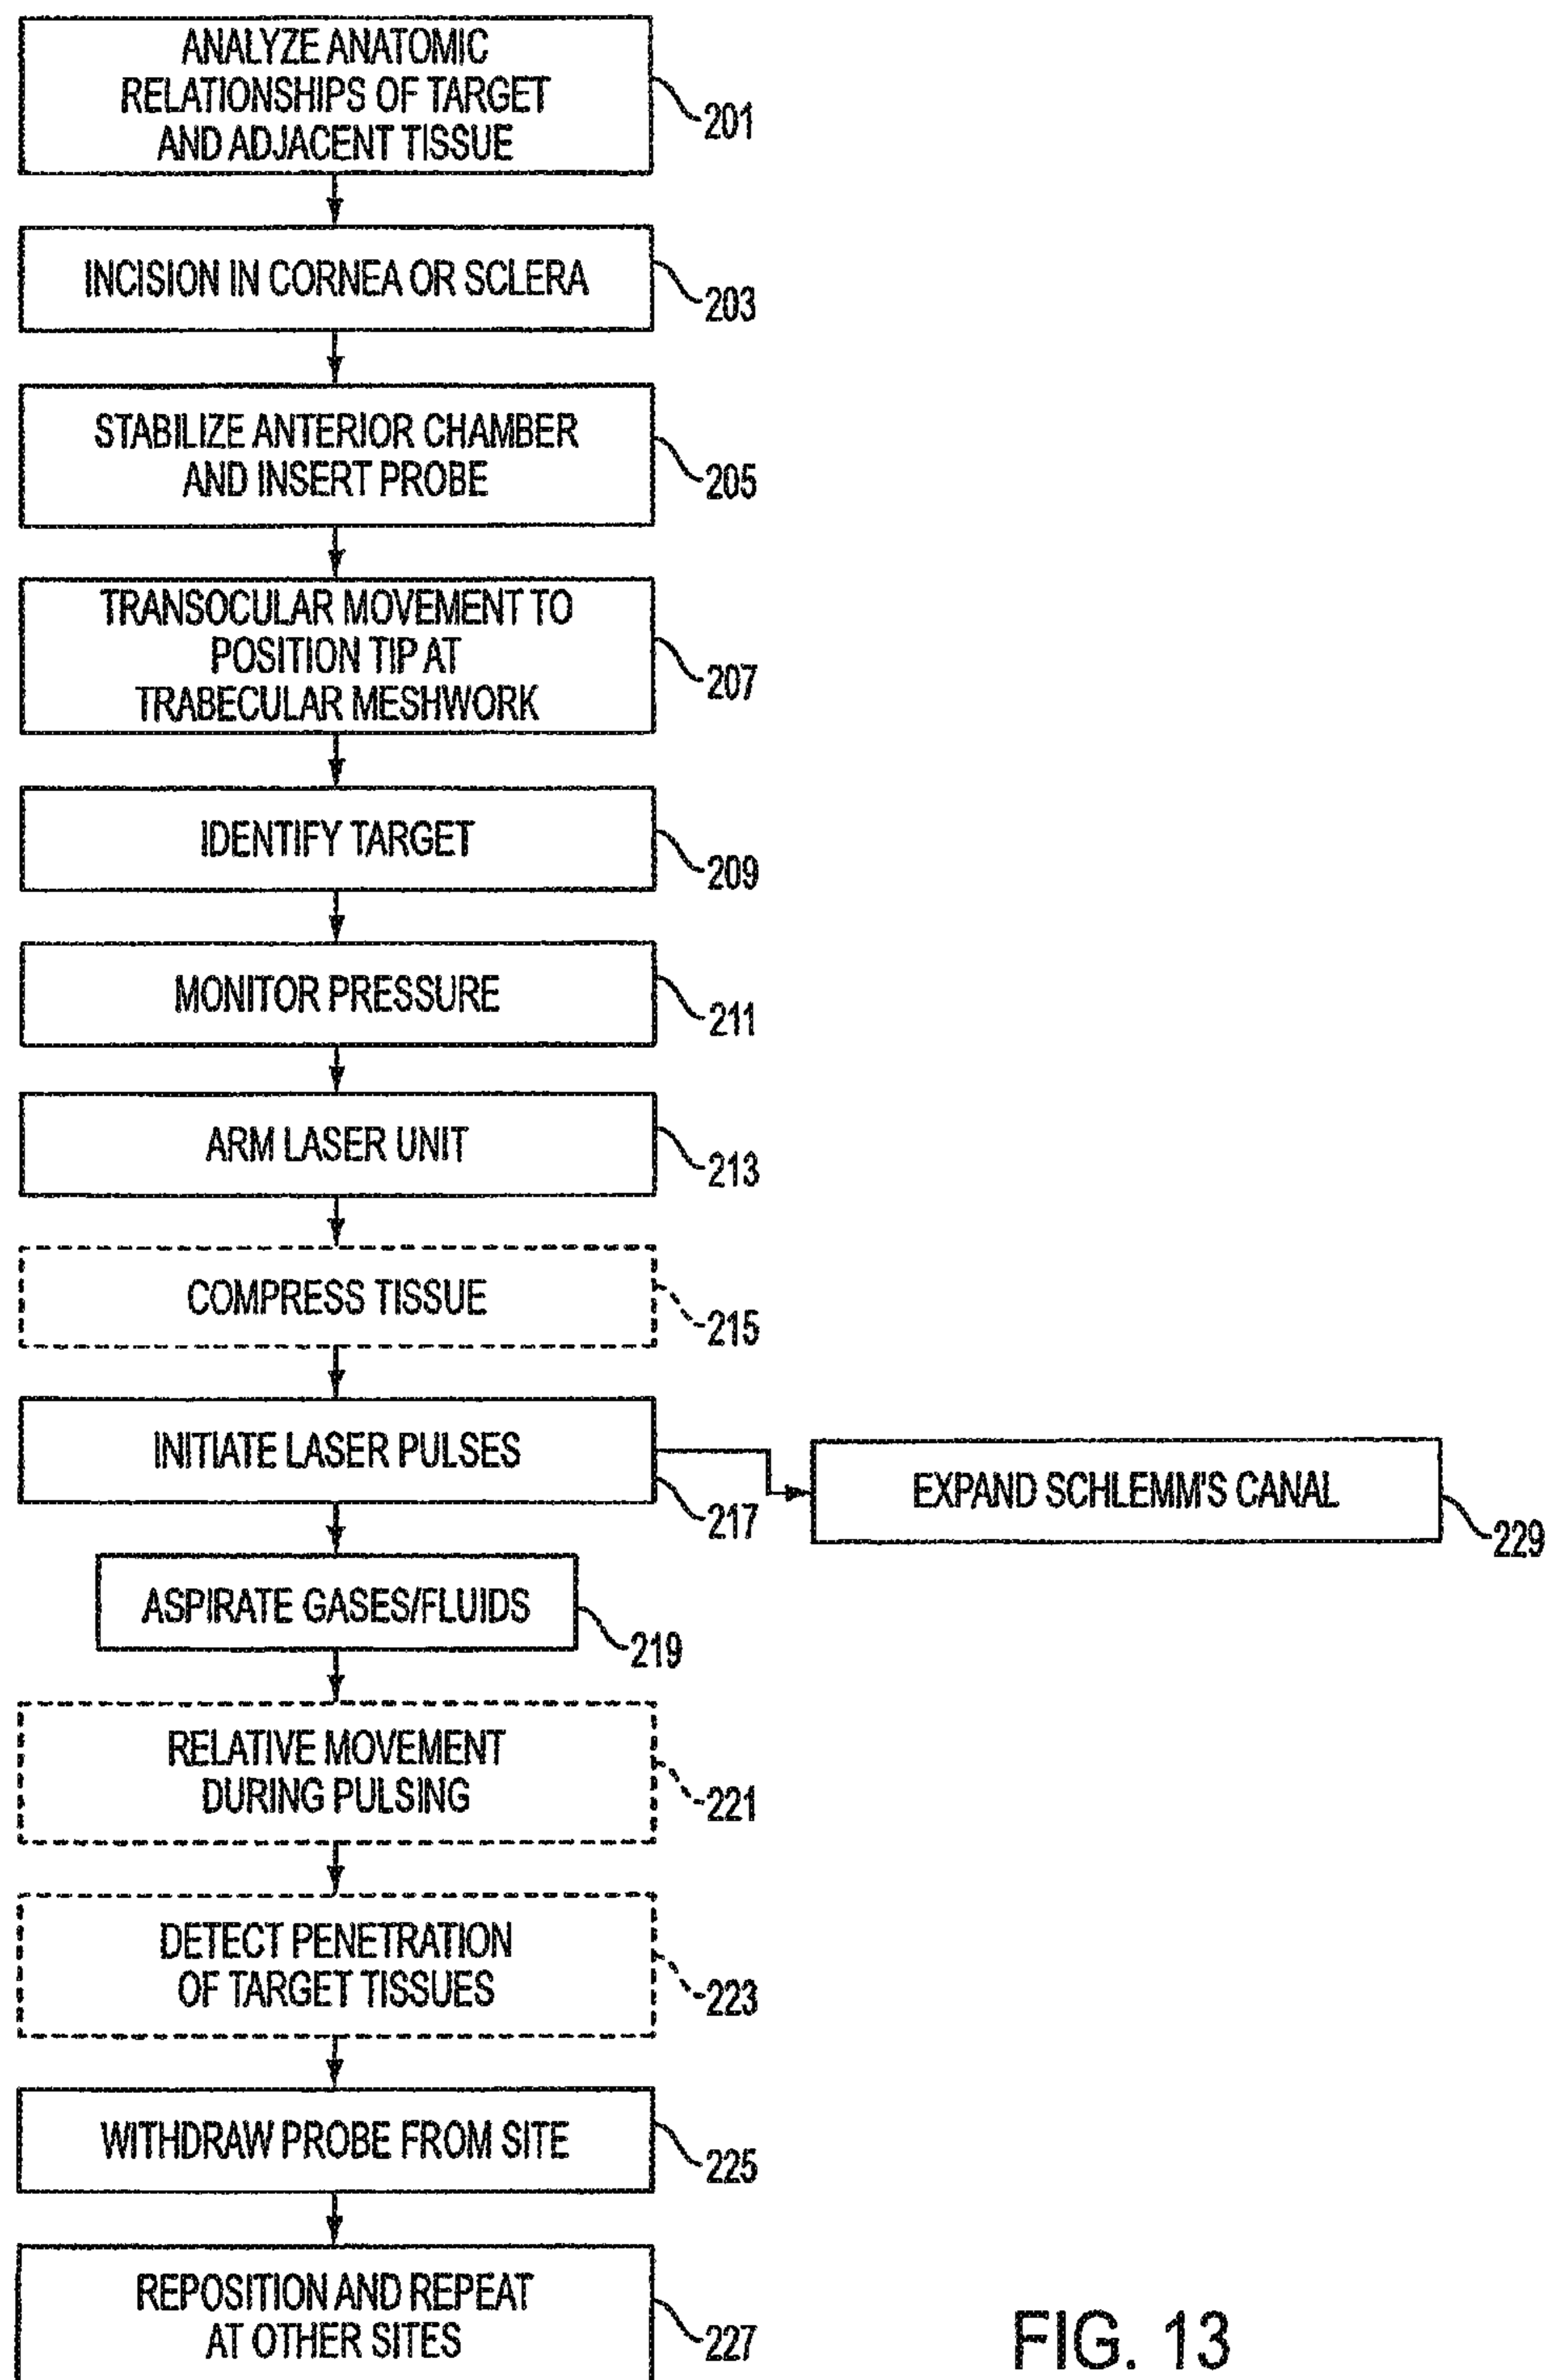 ANALYZE ANATOMIC
RELATIONSHIPS OF TARGET
AND ADJACENT TISSUE
201
INCISION IN CORNEA OR SCLERA
203
STABILIZE ANTERIOR CHAMBER
AND INSERT PROBE
205
TRANSOCULAR MOVEMENT TO
POSITION TIP AT
TRABECULAR MESHWORK
207
IDENTIFY TARGET
209
MONITOR PRESSURE
211
ARM LASER UNIT
213
COMPRESS TISSUE
215
INITIATE LASER PULSES
217
EXPAND SCHLEMM'S CANAL
229
ASPIRATE GASES/FLUIDS
219
RELATIVE MOVEMENT
DURING PULSING
221
DETECT PENETRATION
OF TARGET TISSUES
223
WITHDRAW PROBE FROM SITE
225
REPOSITION AND REPEAT
AT OTHER SITES
227
FIG. 13